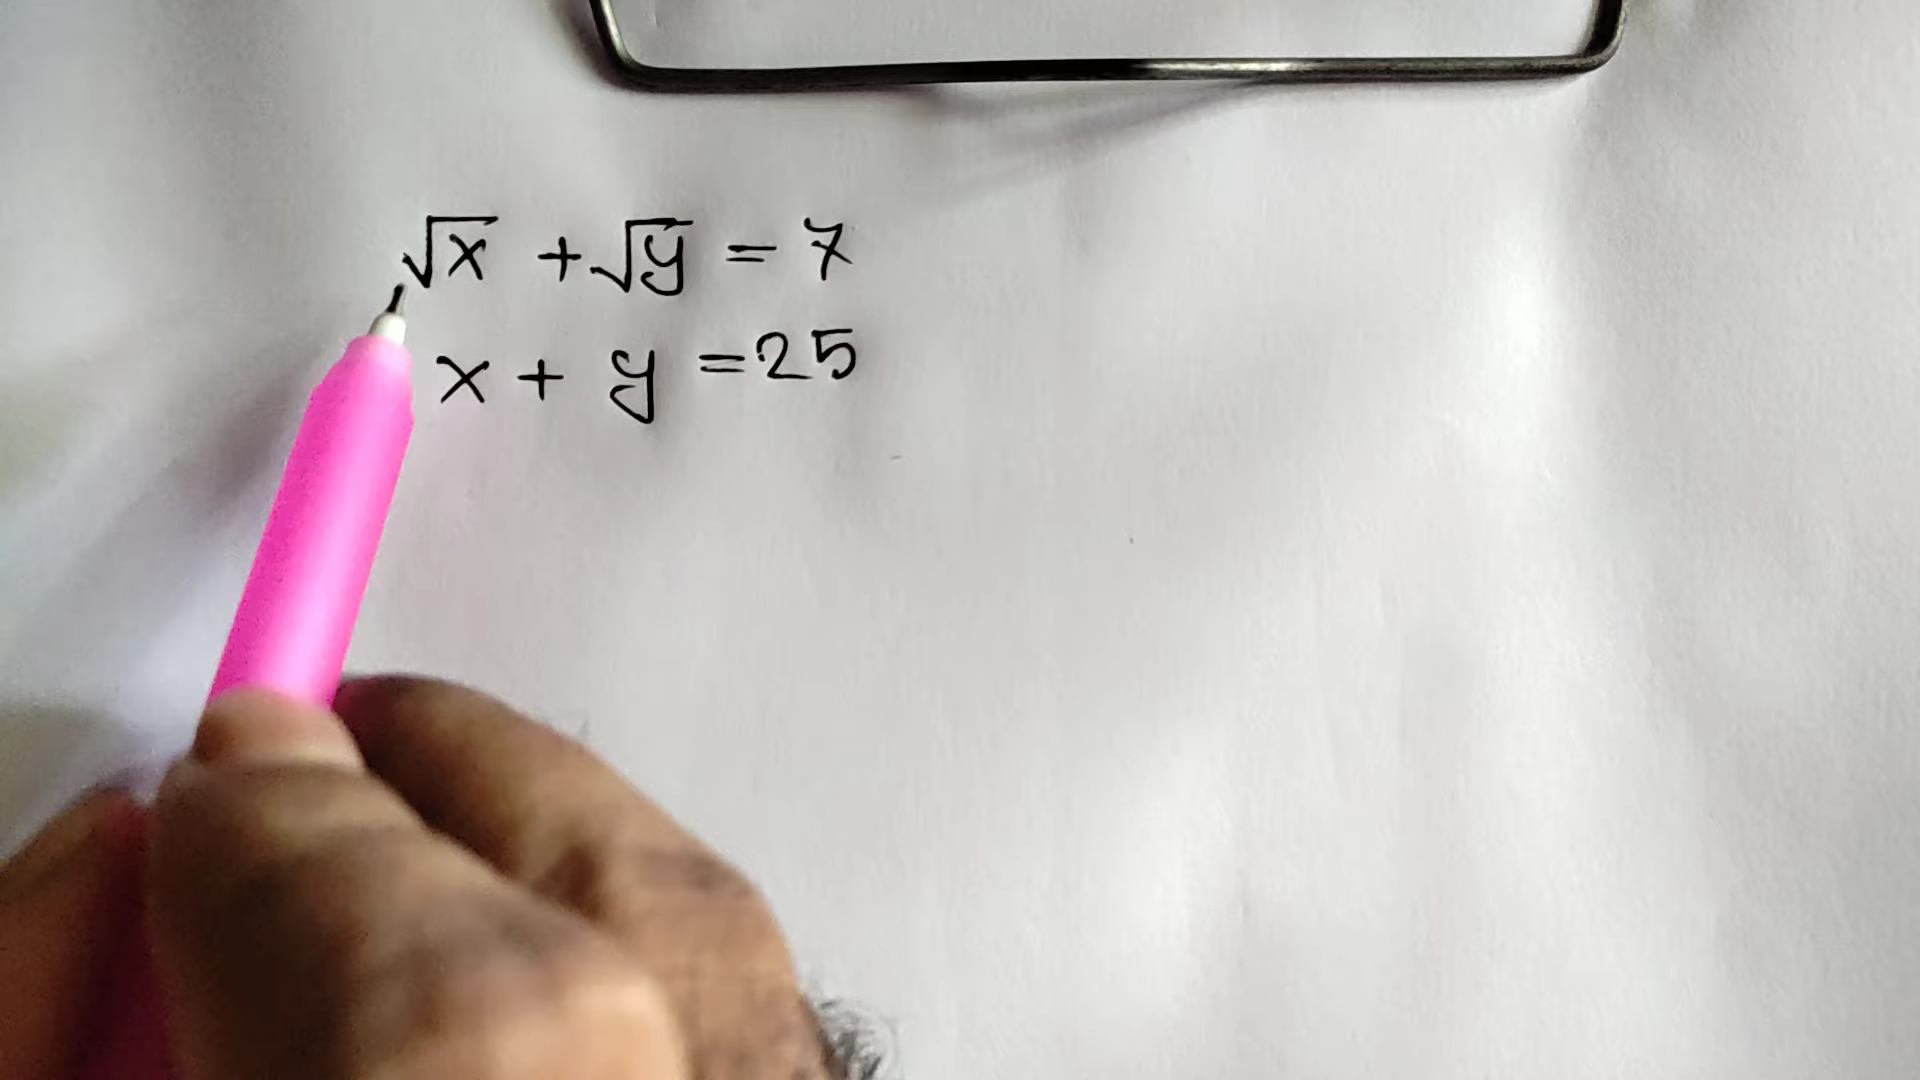 √x + √y = 7
x + y = 25